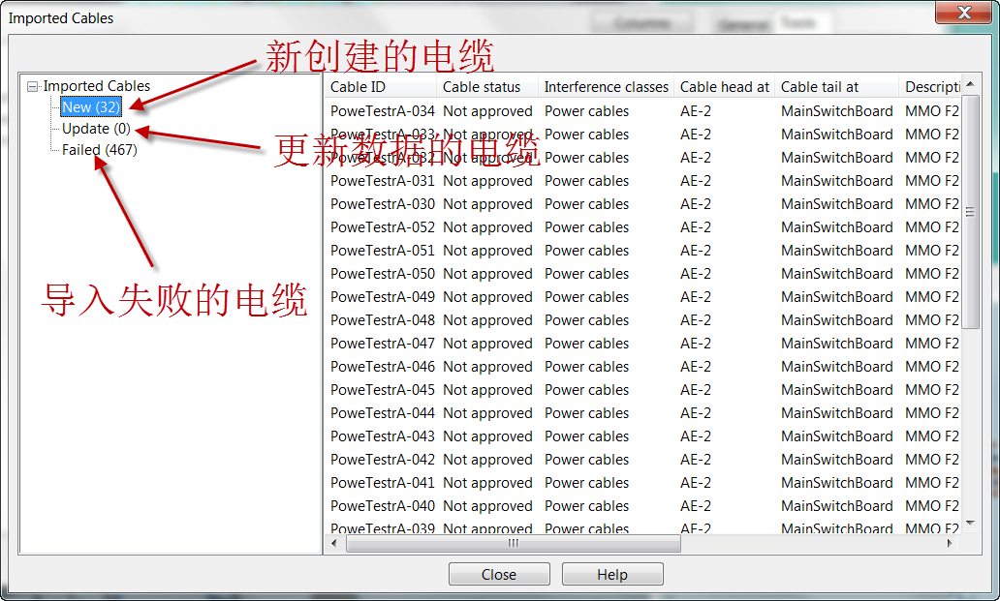 Imported Cables
Columns General Tools
新创建的电缆
Imported Cables
New (32)
Update (0)
Failed (467)
更新数据的电缆
导入失败的电缆
Cable ID Cable status Interference classes Cable head at Cable tail at Descripti
PoweTestrA-034 Not approved Power cables AE-2 MainSwitchBoard MMO F2
PoweTestrA-033 Not approved Power cables AE-2 MainSwitchBoard MMO F2
PoweTestrA-032 Not approved Power cables AE-2 MainSwitchBoard MMO F2
PoweTestrA-031 Not approved Power cables AE-2 MainSwitchBoard MMO F2
PoweTestrA-030 Not approved Power cables AE-2 MainSwitchBoard MMO F2
PoweTestrA-052 Not approved Power cables AE-2 MainSwitchBoard MMO F2
PoweTestrA-051 Not approved Power cables AE-2 MainSwitchBoard MMO F2
PoweTestrA-050 Not approved Power cables AE-2 MainSwitchBoard MMO F2
PoweTestrA-049 Not approved Power cables AE-2 MainSwitchBoard MMO F2
PoweTestrA-048 Not approved Power cables AE-2 MainSwitchBoard MMO F2
PoweTestrA-047 Not approved Power cables AE-2 MainSwitchBoard MMO F2
PoweTestrA-046 Not approved Power cables AE-2 MainSwitchBoard MMO F2
PoweTestrA-045 Not approved Power cables AE-2 MainSwitchBoard MMO F2
PoweTestrA-044 Not approved Power cables AE-2 MainSwitchBoard MMO F2
PoweTestrA-043 Not approved Power cables AE-2 MainSwitchBoard MMO F2
PoweTestrA-042 Not approved Power cables AE-2 MainSwitchBoard MMO F2
PoweTestrA-041 Not approved Power cables AE-2 MainSwitchBoard MMO F2
PoweTestrA-040 Not approved Power cables AE-2 MainSwitchBoard MMO F2
PoweTestrA-039 Not approved Power cables AE-2 MainSwitchBoard MMO F2
Close Help